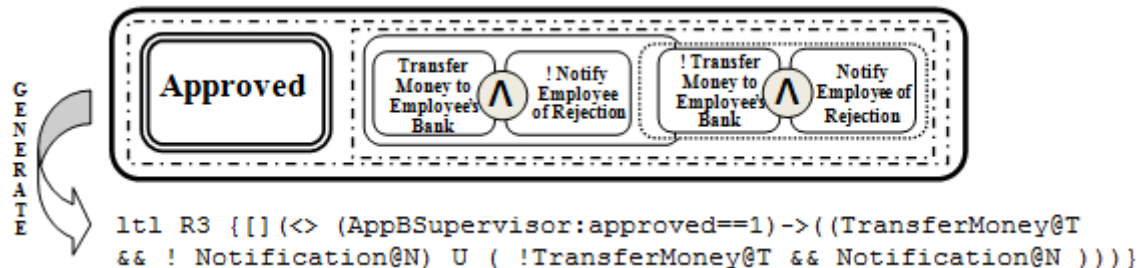 GENERATE
Approved
Transfer
Money to
Employee's
Bank
Λ
! Notify
Employee
of Rejection
! Transfer
Money to
Employee's
Bank
Λ
Notify
Employee of
Rejection
ltl R3 {[](<> (AppBSupervisor:approved==1)->((TransferMoney@T
&& ! Notification@N) U ( !TransferMoney@T && Notification@N )))}